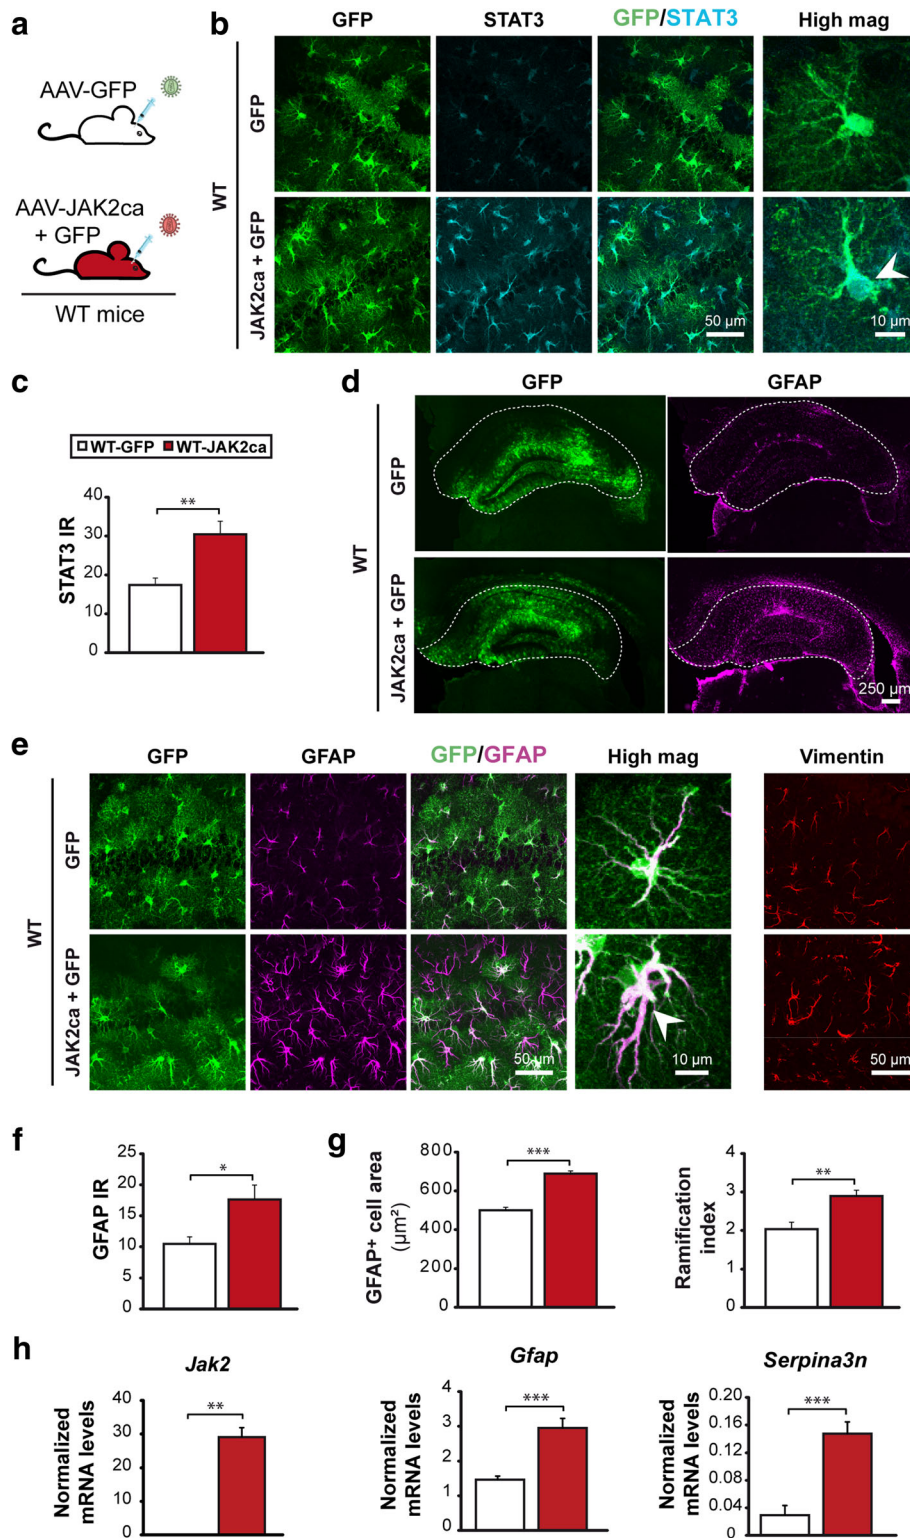 a
AAV-GFP
AAV-JAK2ca
+ GFP
WT mice
b
GFP
STAT3
GFP/STAT3
High mag
WT
GFP
JAK2ca + GFP
50 µm
10 µm
c
WT-GFP
WT-JAK2ca
STAT3 IR
40
30
20
10
0
**
d
GFP
GFAP
WT
GFP
JAK2ca + GFP
250 µm
e
GFP
GFAP
GFP/GFAP
High mag
Vimentin
WT
GFP
JAK2ca + GFP
50 µm
10 µm
50 µm
f
GFAP IR
25
20
15
10
5
0
*
g
GFAP+ cell area
(µm²)
800
600
400
200
0
***
Ramification
index
4
3
2
1
0
**
h
Jak2
Normalized
mRNA levels
30
20
10
0
**
Gfap
Normalized
mRNA levels
4
3
2
1
0
***
Serpina3n
Normalized
mRNA levels
0.20
0.16
0.12
0.08
0.04
***